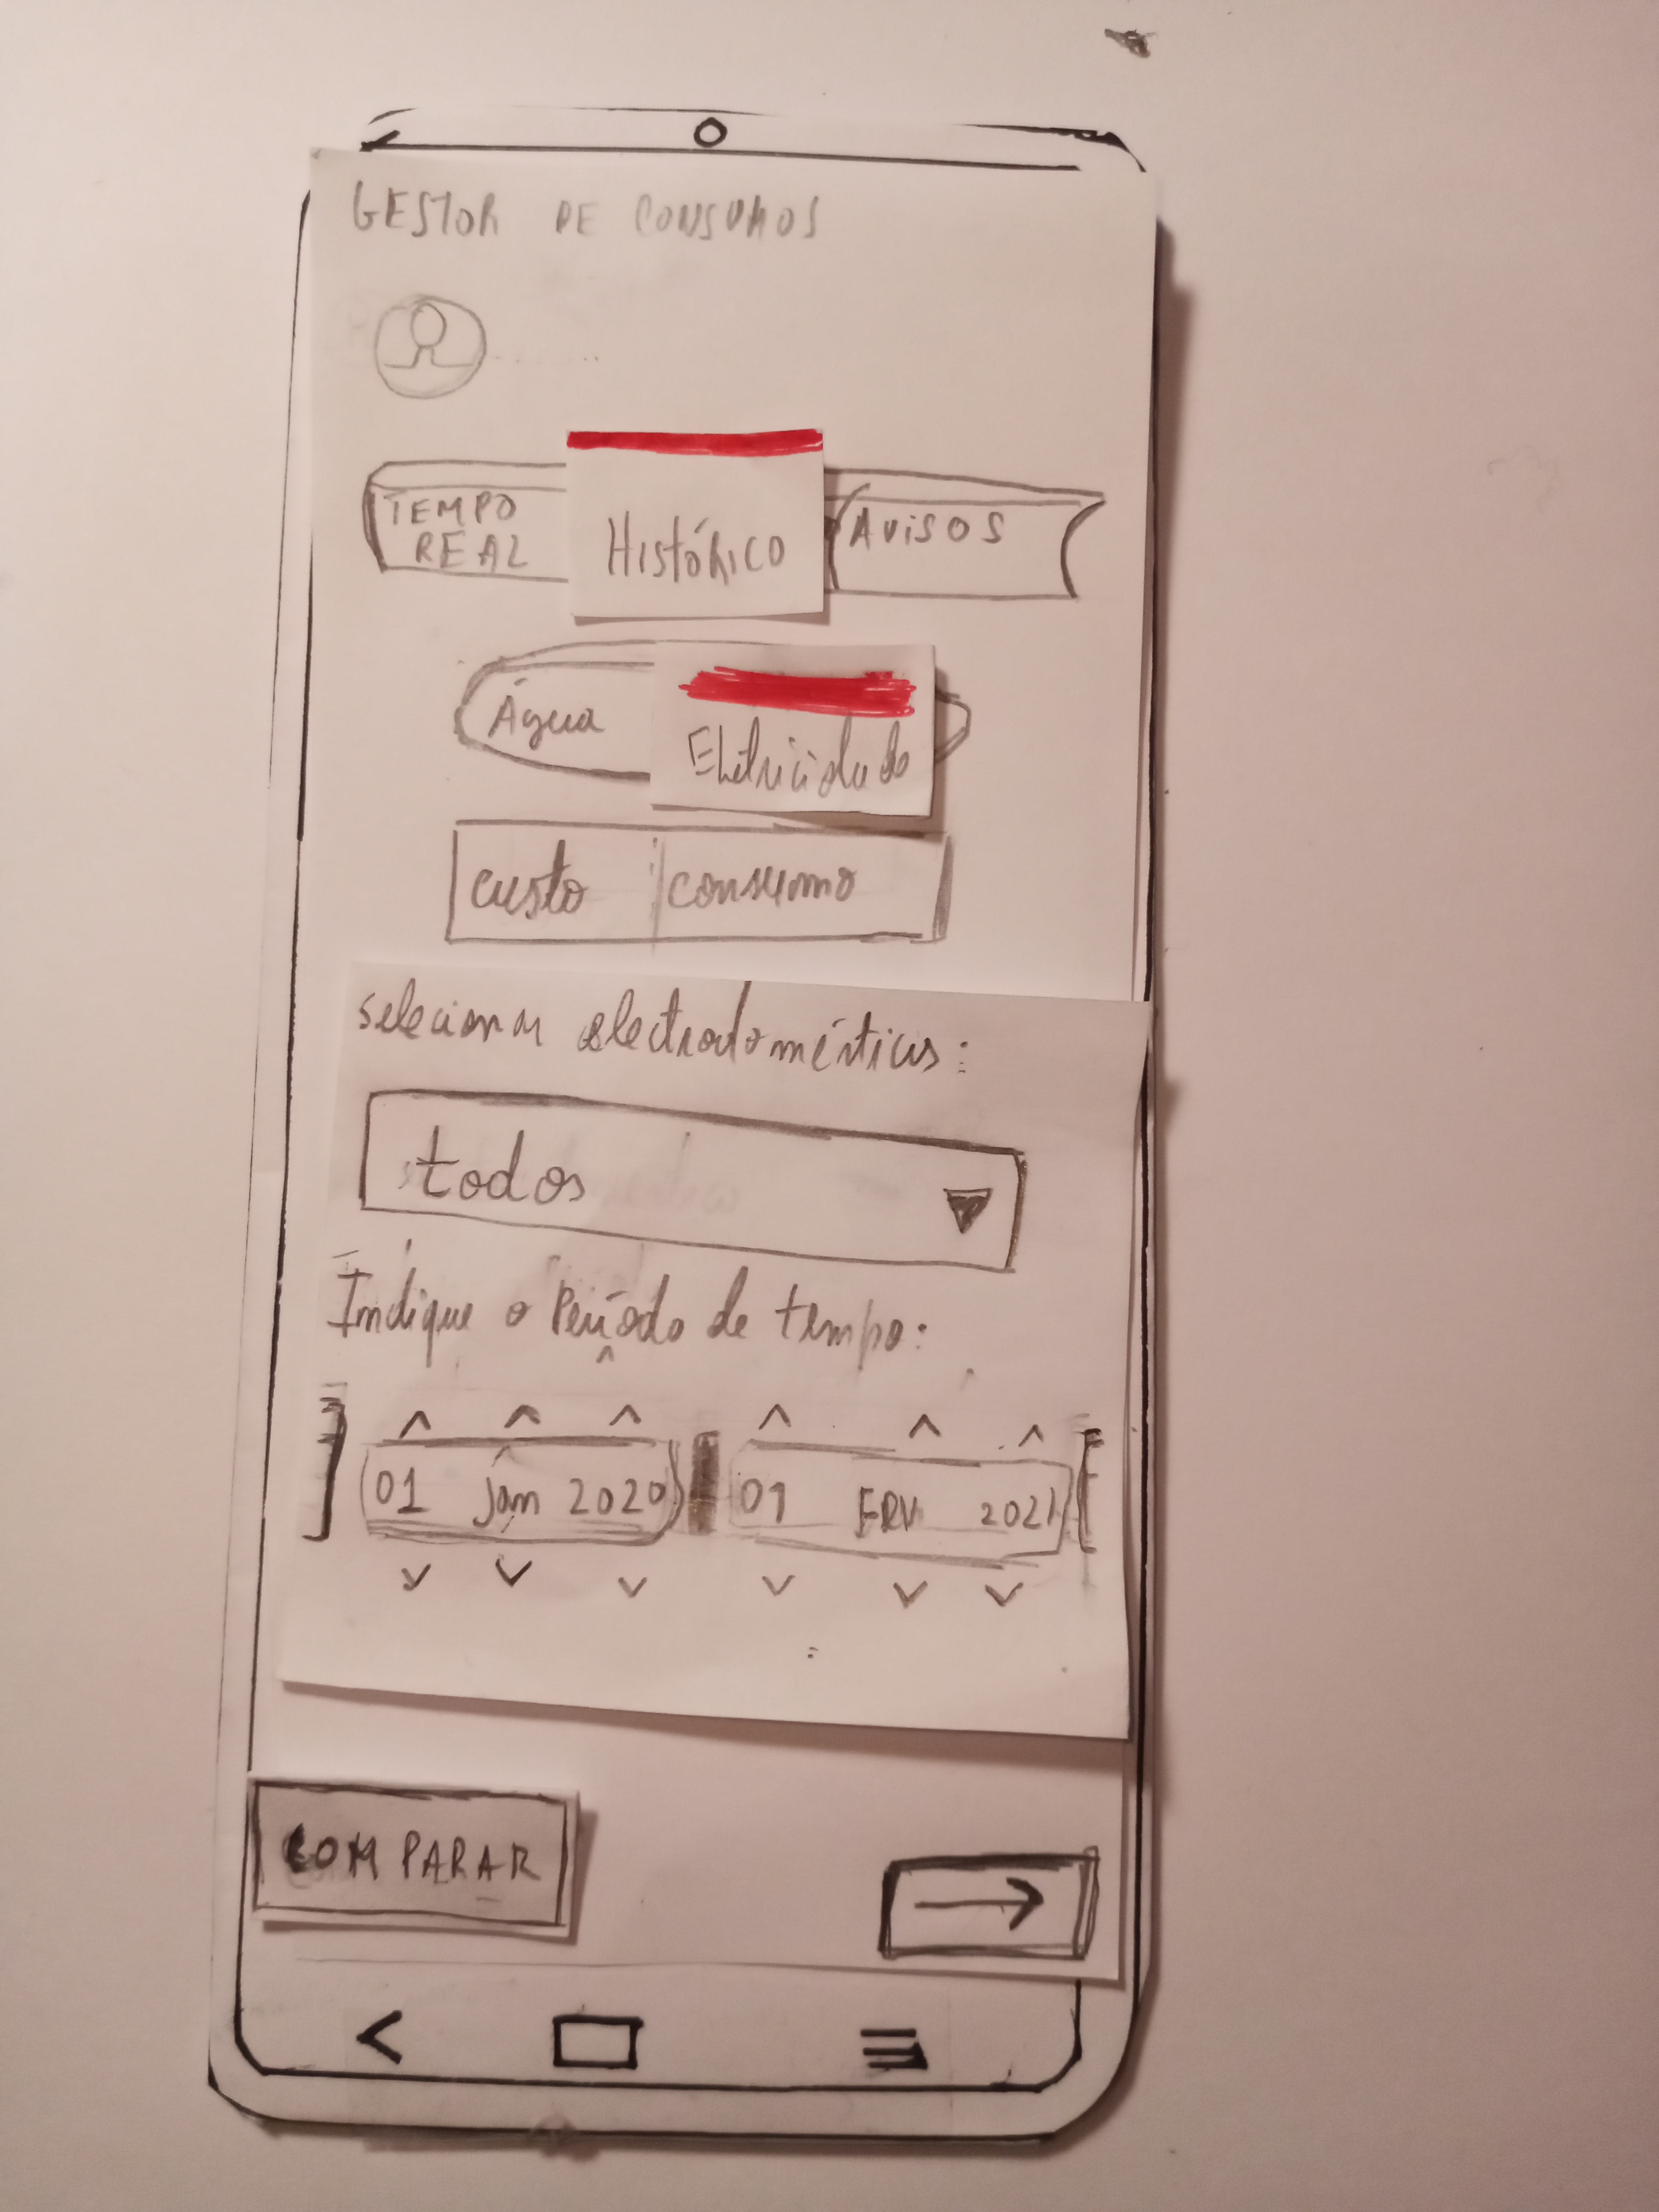 GESTOR DE CONSUMOS
TEMPO REAL
Histórico
AVISOS
Água
Eletricidade
custo
consumo
selecionar electrodomésticos:
todos
Indique o Período de tempo:
01 Jan 2020
01 FEV 2021
COMPARAR